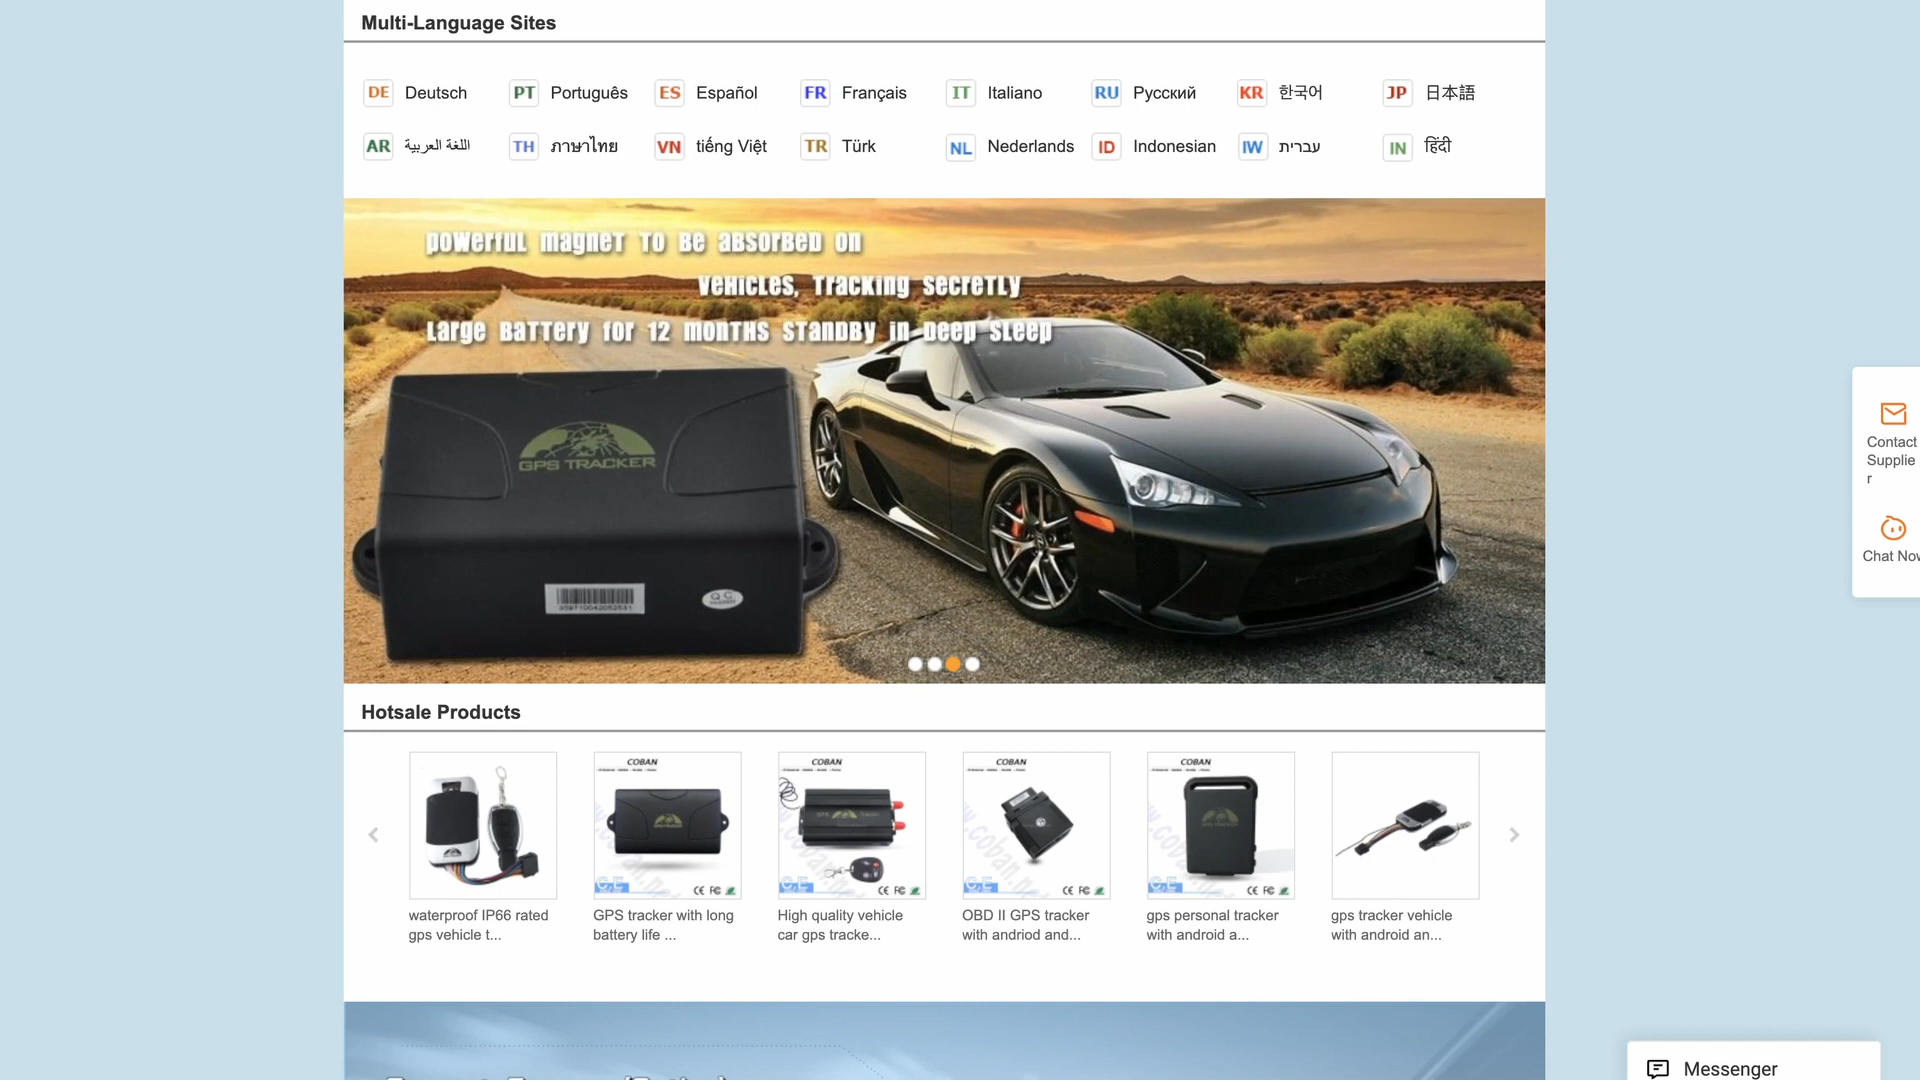 Multi-Language Sites
DE Deutsch PT Português ES Español FR Français IT Italiano RU Русский KR 한국어 JP 日本語
AR اللغة العربية TH ภาษาไทย VN tiếng Việt TR Türk NL Nederlands ID Indonesian IW עברית IN हिंदी
Powerful magnet to be absorbed on
vehicles, Tracking secretly
Large Battery for 12 months standby in Deep Sleep
GPS TRACKER
QC
Contact
Supplie
r
Chat Now
Hotsale Products
COBAN
COBAN
COBAN
COBAN
waterproof IP66 rated
gps vehicle t...
GPS tracker with long
battery life ...
High quality vehicle
car gps tracke...
OBD II GPS tracker
with andriod and...
gps personal tracker
with android a...
gps tracker vehicle
with android an...
Messenger